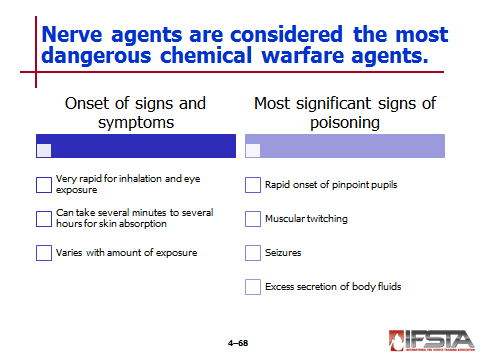 Nerve agents are considered the most
dangerous chemical warfare agents.
Onset of signs and
symptoms
Very rapid for inhalation and eye
exposure
Can take several minutes to several
hours for skin absorption
Varies with amount of exposure
Most significant signs of
poisoning
Rapid onset of pinpoint pupils
Muscular twitching
Seizures
Excess secretion of body fluids
4–68
IFSTA
INTERNATIONAL FIRE SERVICE TRAINING ASSOCIATION